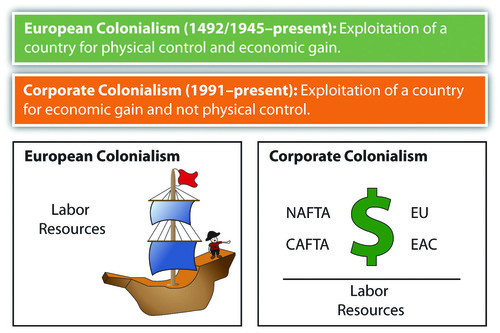 European Colonialism (1492/1945–present): Exploitation of a
country for physical control and economic gain.
Corporate Colonialism (1991–present): Exploitation of a country
for economic gain and not physical control.
European Colonialism
Labor
Resources
Corporate Colonialism
NAFTA $ EU
CAFTA EAC
Labor
Resources